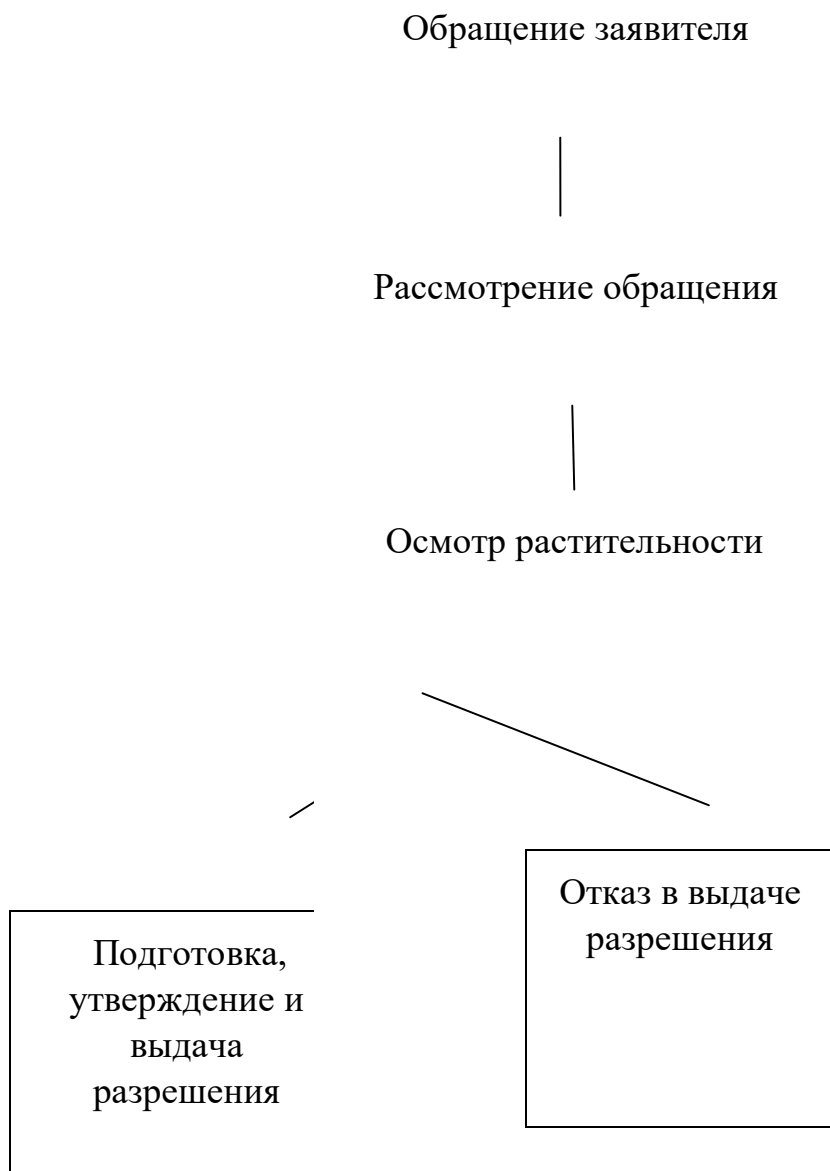 Обращение заявителя
Рассмотрение обращения
Осмотр растительности
Отказ в выдаче
разрешения
Подготовка,
утверждение и
выдача
разрешения